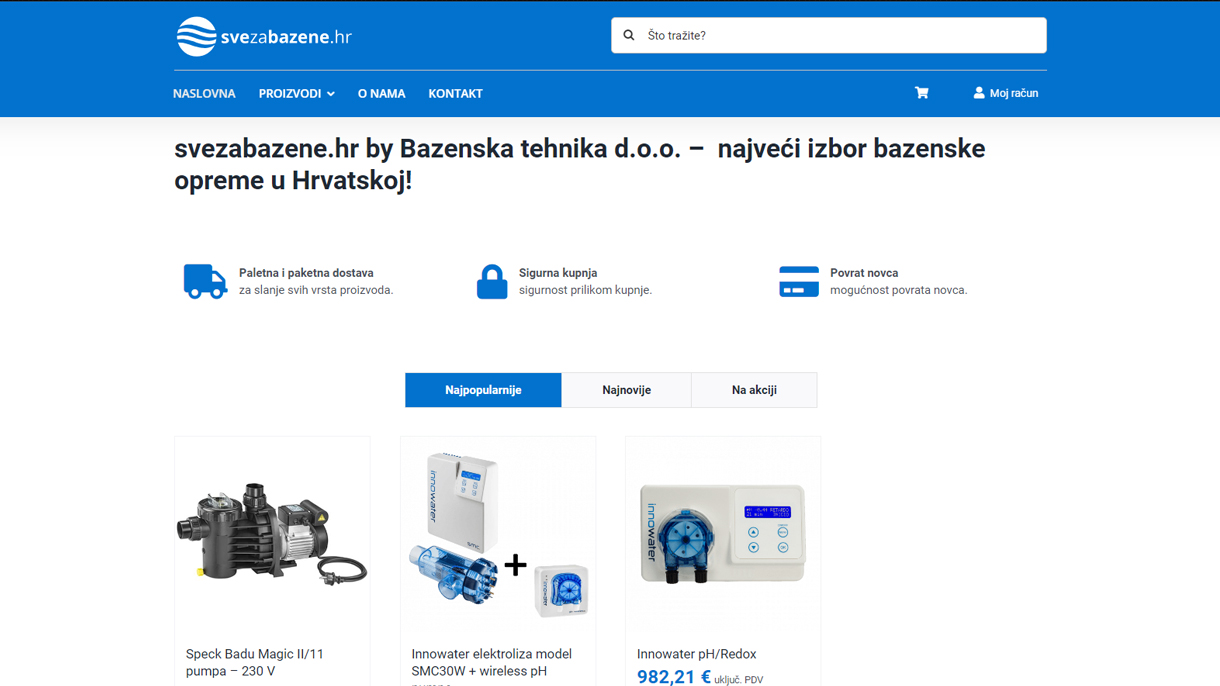 svezabazene.hr
Što tražite?
NASLOVNA
PROIZVODI
O NAMA
KONTAKT
Moj račun
svezabazene.hr by Bazenska tehnika d.o.o. – najveći izbor bazenske
opreme u Hrvatskoj!
Paletna i paketna dostava
za slanje svih vrsta proizvoda.
Sigurna kupnja
sigurnost prilikom kupnje.
Povrat novca
mogućnost povrata novca.
Najpopularnije
Najnovije
Na akciji
innowater
SMC
+
innowater
Speck Badu Magic II/11
pumpa – 230 V
Innowater elektroliza model
SMC30W + wireless pH
Innowater pH/Redox
982,21 € uključ. PDV